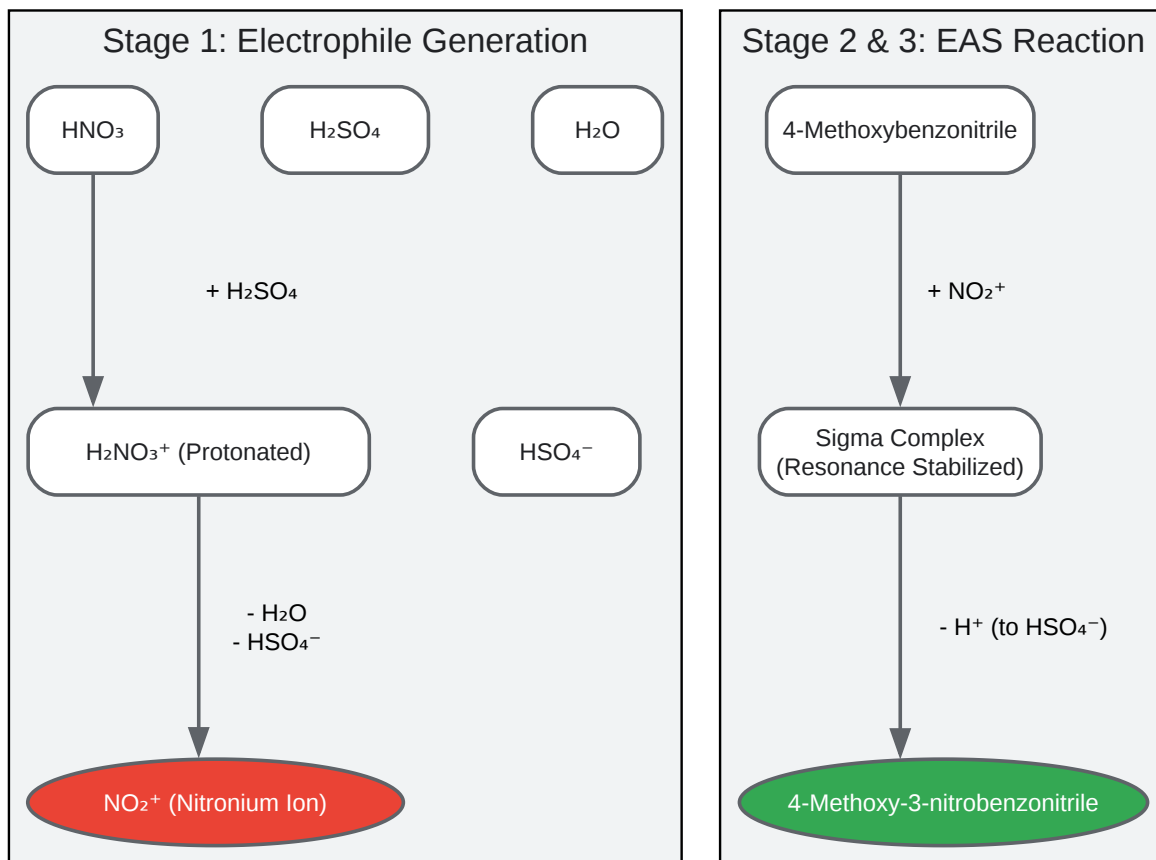 Stage 1: Electrophile Generation
HNO₃
H₂SO₄
H₂O
+ H₂SO₄
H₂NO₃⁺ (Protonated)
HSO₄⁻
- H₂O
- HSO₄⁻
NO₂⁺ (Nitronium Ion)
Stage 2 & 3: EAS Reaction
4-Methoxybenzonitrile
+ NO₂⁺
Sigma Complex
(Resonance Stabilized)
- H⁺ (to HSO₄⁻)
4-Methoxy-3-nitrobenzonitrile